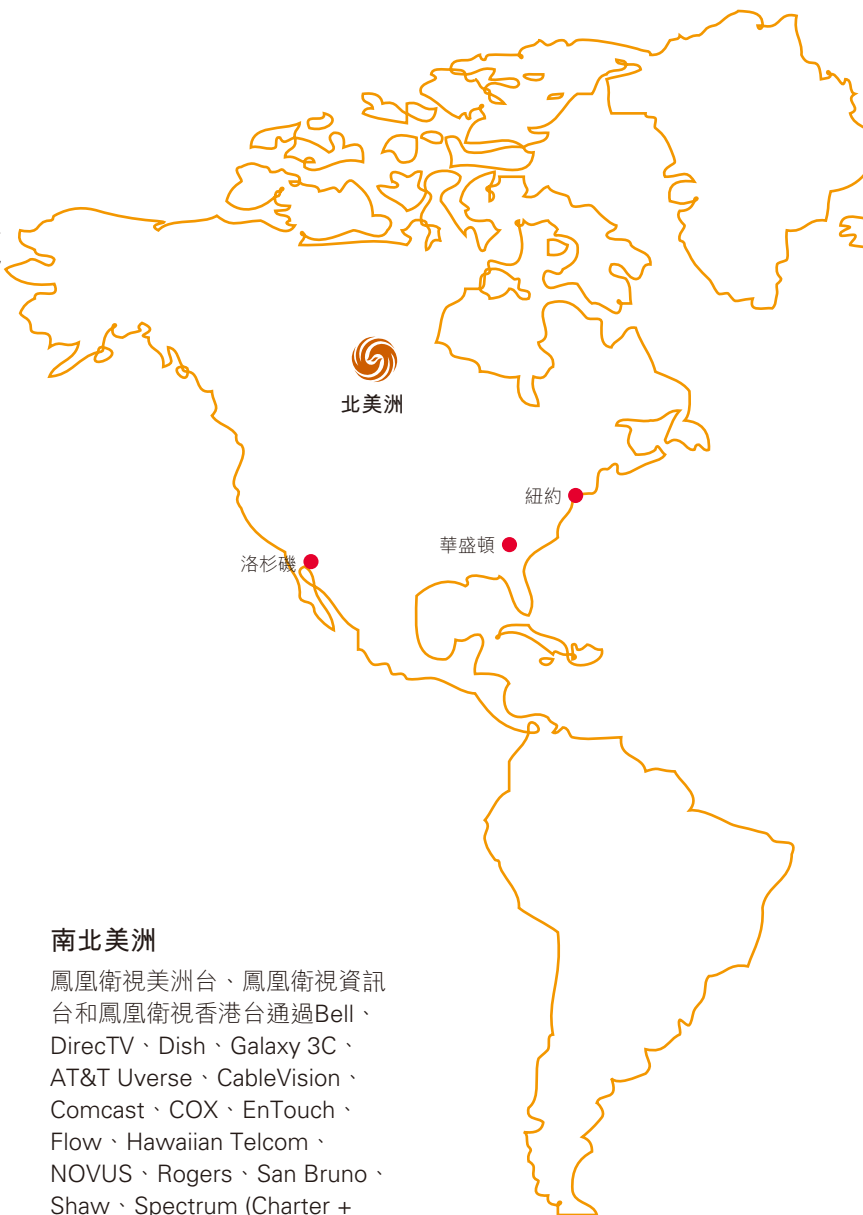 北美洲
紐約
華盛頓
洛杉磯
南北美洲
鳳凰衛視美洲台、鳳凰衛視資訊
台和鳳凰衛視香港台通過Bell、
DirecTV、Dish、Galaxy 3C、
AT&T Uverse、CableVision、
Comcast、COX、EnTouch、
Flow、Hawaiian Telcom、
NOVUS、Rogers、San Bruno、
Shaw、Spectrum (Charter +